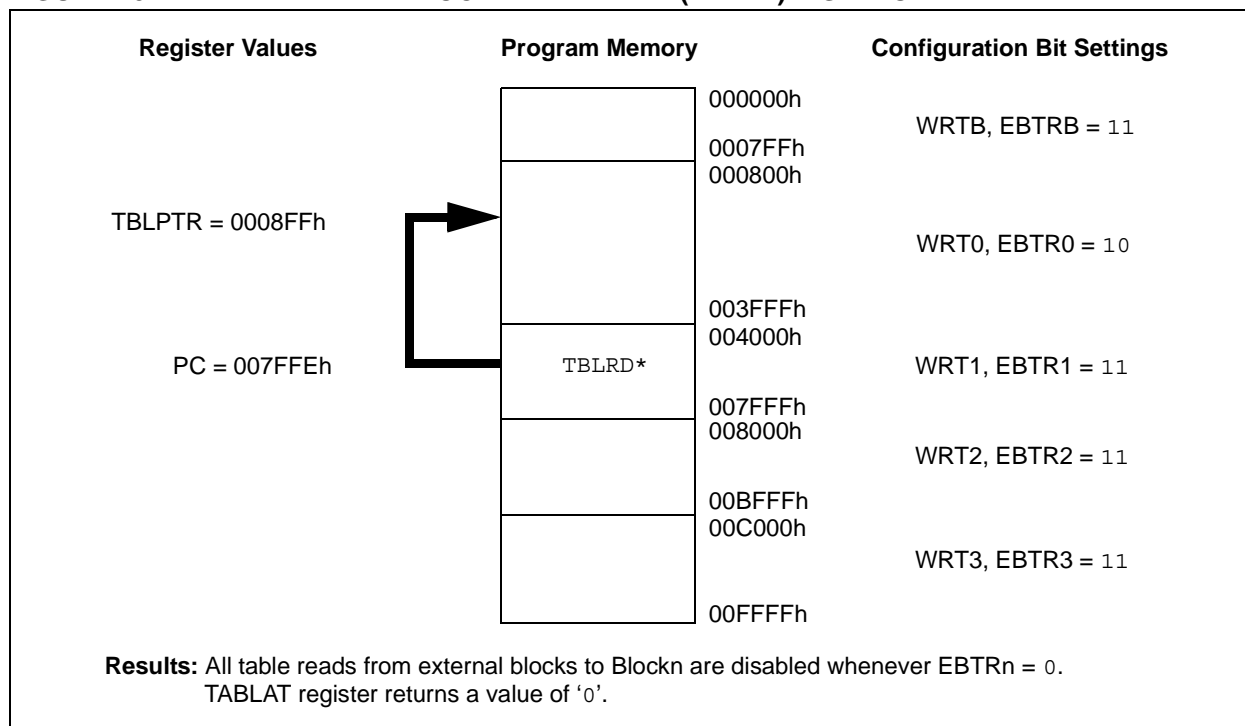 Register Values Program Memory Configuration Bit Settings
000000h
WRTB, EBTRB = 11
0007FFh
000800h
TBLPTR = 0008FFh
WRT0, EBTR0 = 10
003FFFh
004000h
PC = 007FFEh TBLRD* WRT1, EBTR1 = 11
007FFFh
008000h
WRT2, EBTR2 = 11
00BFFFh
00C000h
WRT3, EBTR3 = 11
00FFFFh
Results: All table reads from external blocks to Blockn are disabled whenever EBTRn = 0.
TABLAT register returns a value of ‘0’.